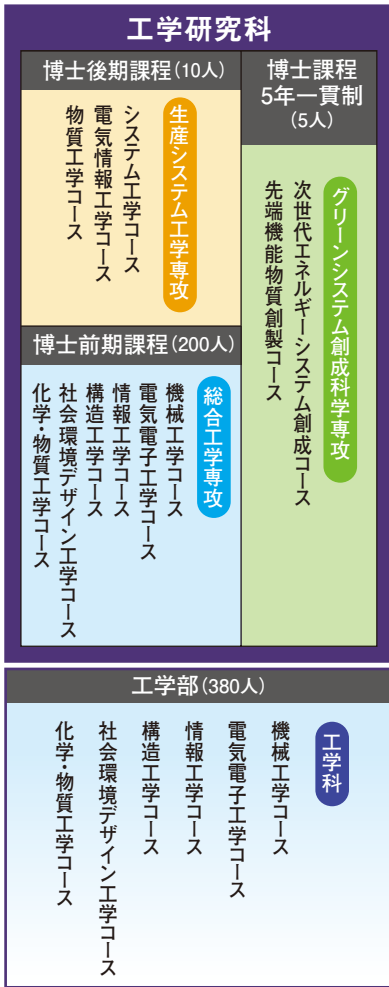 工学研究科
博士後期課程(10人)
生産システム工学専攻
システム工学コース
電気情報工学コース
物質工学コース
博士課程
5年一貫制
(5人)
グリーンシステム創成科学専攻
次世代エネルギーシステム創成コース
先端機能物質創製コース
博士前期課程(200人)
総合工学専攻
機械工学コース
電気電子工学コース
情報工学コース
構造工学コース
社会環境デザイン工学コース
化学・物質工学コース
工学部(380人)
工学科
機械工学コース
電気電子工学コース
情報工学コース
構造工学コース
社会環境デザイン工学コース
化学・物質工学コース